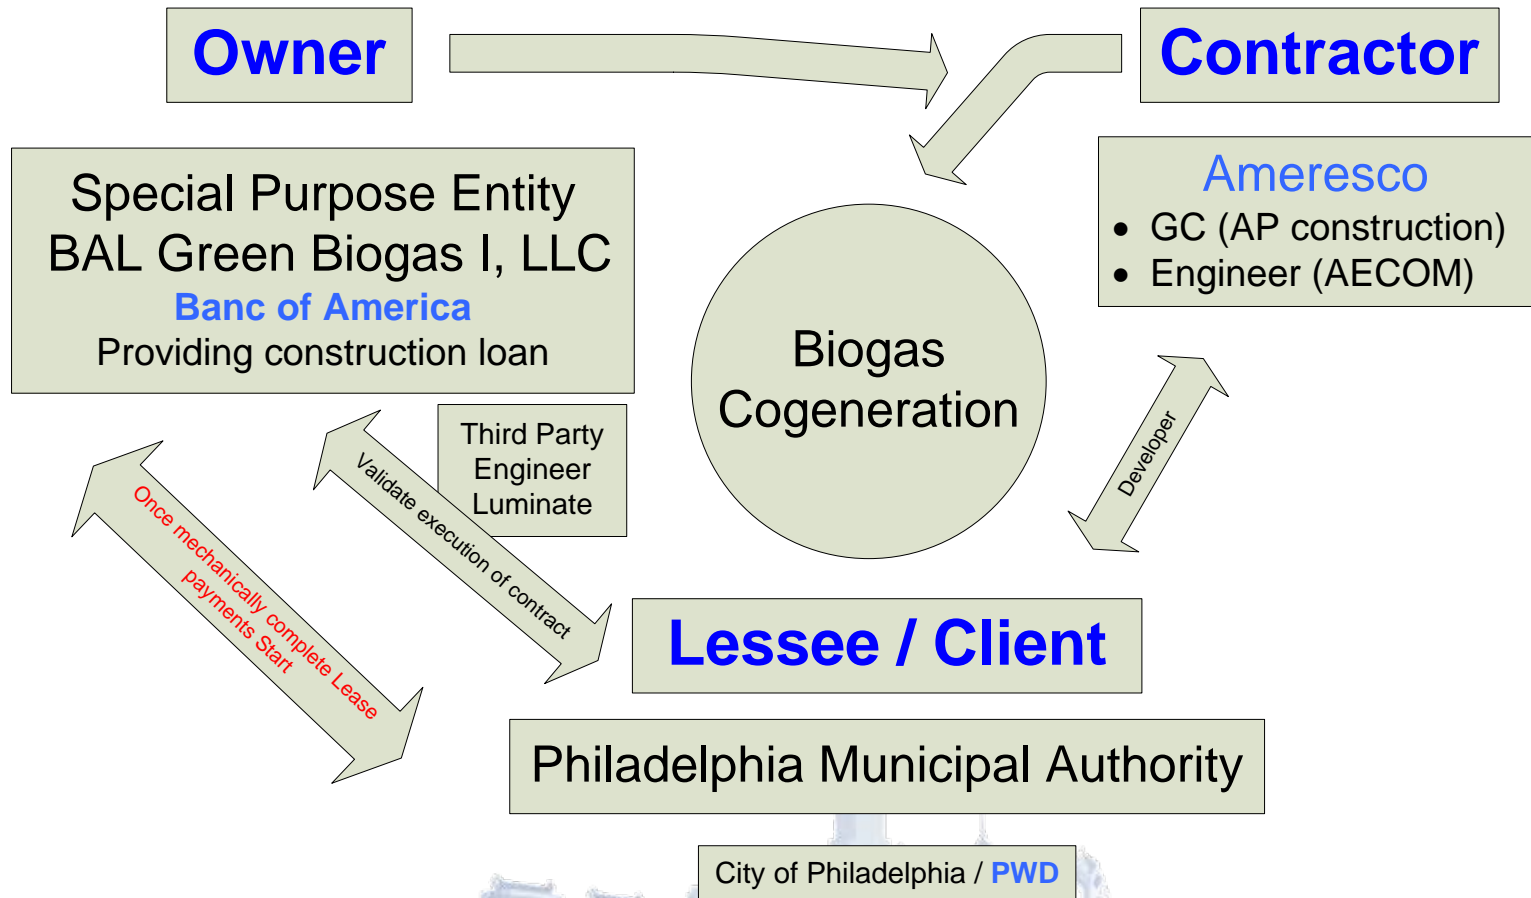 Owner
Contractor
Special Purpose Entity
BAL Green Biogas I, LLC
Banc of America
Providing construction loan
Ameresco
• GC (AP construction)
• Engineer (AECOM)
Biogas
Cogeneration
Third Party
Engineer
Luminate
Validate execution of contract
Developer
Once mechanically complete Lease
payments Start
Lessee / Client
Philadelphia Municipal Authority
City of Philadelphia / PWD